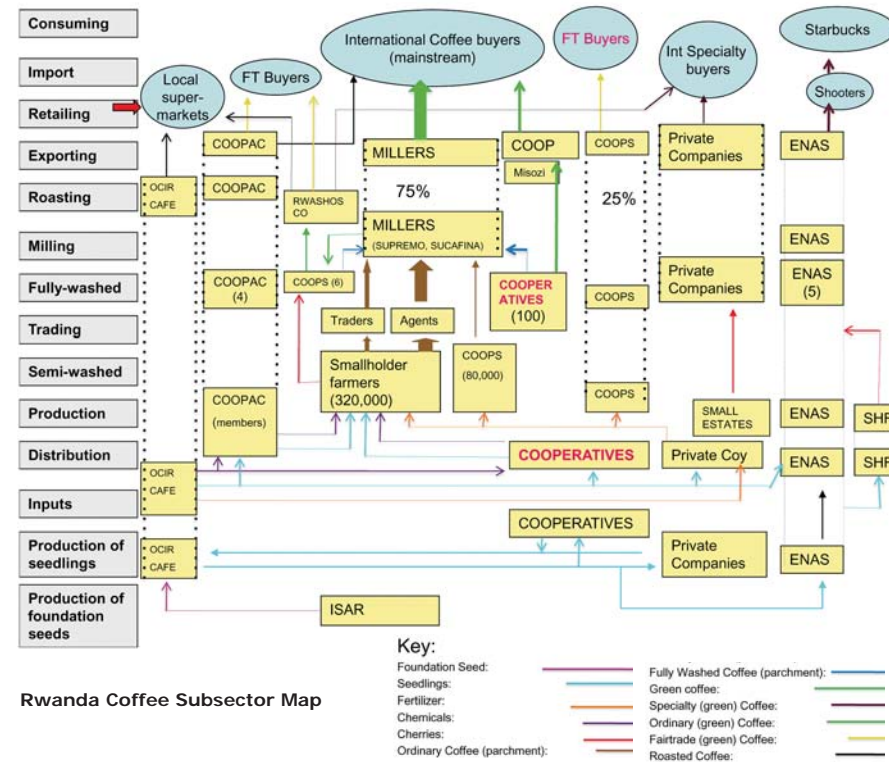 Consuming
Import
Retailing
Exporting
Roasting
Milling
Fully-washed
Trading
Semi-washed
Production
Distribution
Inputs
Production of
seedlings
Production of
foundation
seeds
Local
super-
markets
FT Buyers
International Coffee buyers
(mainstream)
FT Buyers
Int Specialty
buyers
Starbucks
Shooters
COOPAC
MILLERS
COOP
Misozi
COOPS
Private
Companies
ENAS
OCIR
CAFE
COOPAC
RWASHOS
CO
75%
25%
MILLERS
(SUPREMO, SUCAFINA)
ENAS
COOPAC
(4)
COOPS (6)
COOPER
ATIVES
(100)
COOPS
Private
Companies
ENAS
(5)
Traders
Agents
Smallholder
farmers
(320,000)
COOPS
(80,000)
COOPAC
(members)
COOPS
SMALL
ESTATES
ENAS
SHF
OCIR
CAFE
COOPERATIVES
Private Coy
ENAS
SHF
COOPERATIVES
OCIR
CAFE
Private
Companies
ENAS
ISAR
Rwanda Coffee Subsector Map
Key:
Foundation Seed:
Seedlings:
Fertilizer:
Chemicals:
Cherries:
Ordinary Coffee (parchment):
Fully Washed Coffee (parchment):
Green coffee:
Specialty (green) Coffee:
Ordinary (green) Coffee:
Fairtrade (green) Coffee:
Roasted Coffee: